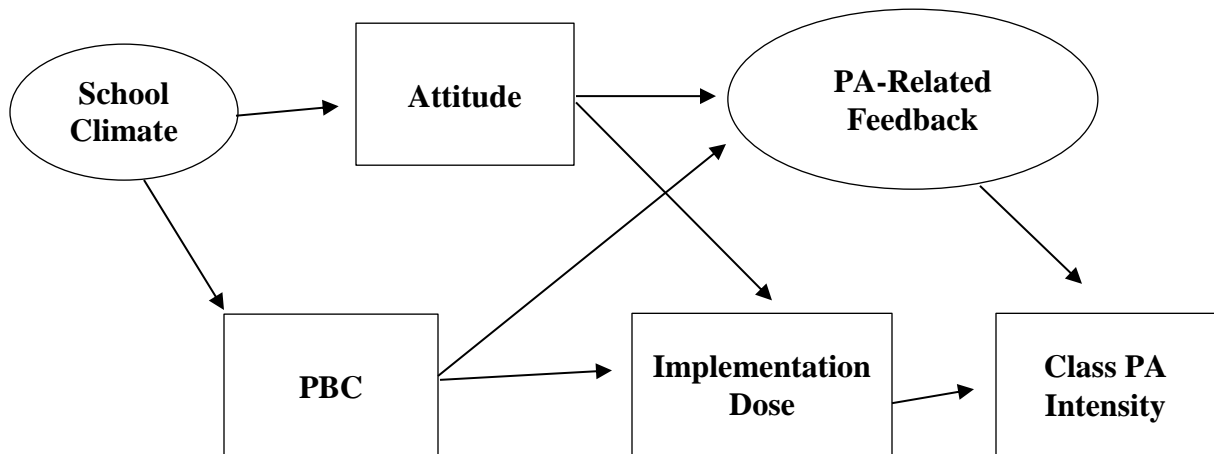 School
Climate
Attitude
PA-Related
Feedback
PBC
Implementation
Dose
Class PA
Intensity